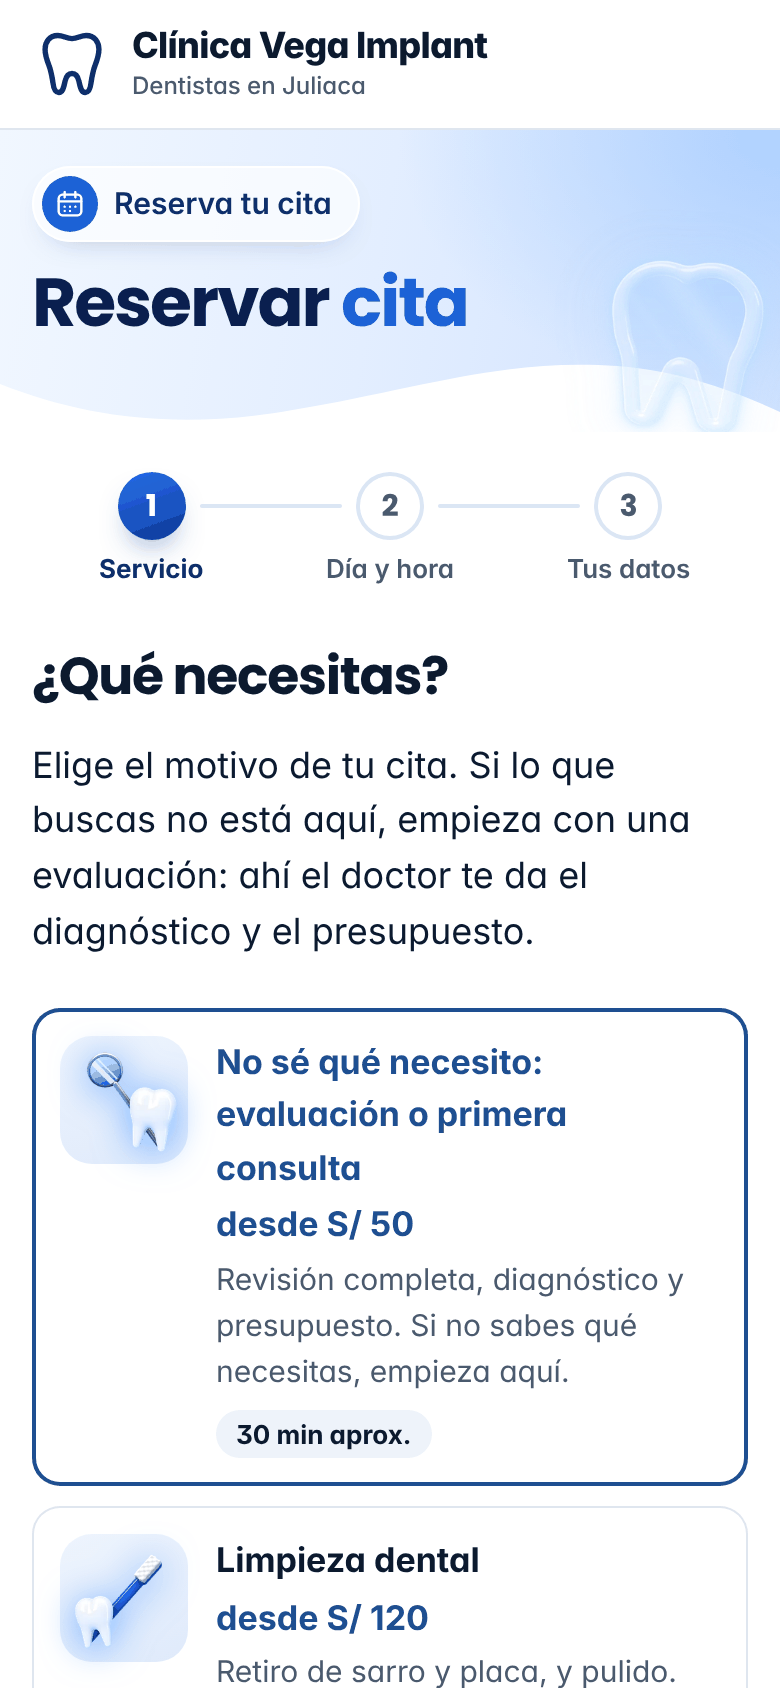 Clínica Vega Implant
Dentistas en Juliaca
Reserva tu cita
Reservar cita
1
2
3
Servicio
Día y hora
Tus datos
¿Qué necesitas?
Elige el motivo de tu cita. Si lo que
buscas no está aquí, empieza con una
evaluación: ahí el doctor te da el
diagnóstico y el presupuesto.
No sé qué necesito:
evaluación o primera
consulta
desde S/ 50
Revisión completa, diagnóstico y
presupuesto. Si no sabes qué
necesitas, empieza aquí.
30 min aprox.
Limpieza dental
desde S/ 120
Retiro de sarro y placa, y pulido.